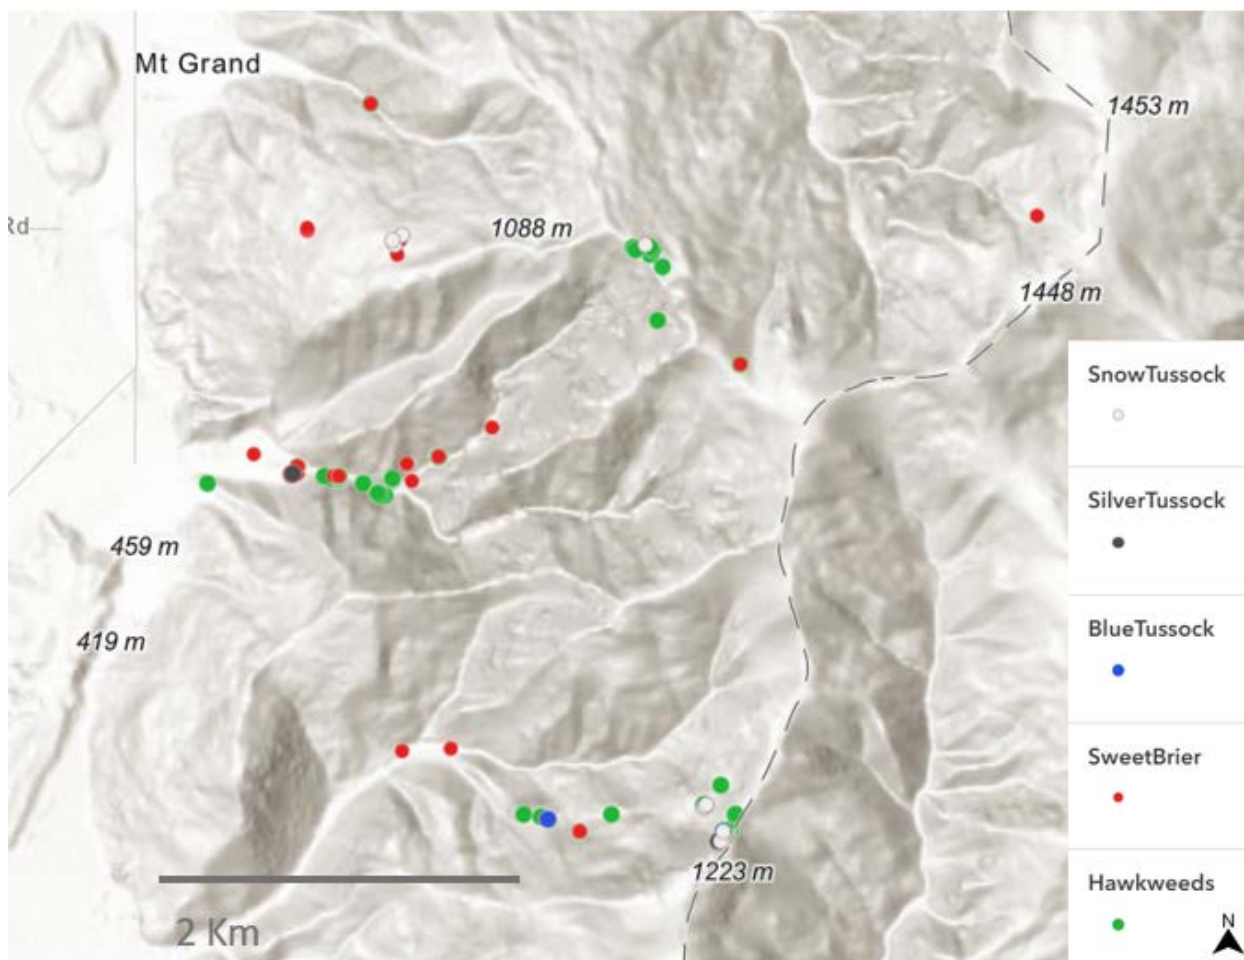 Mt Grand
1453 m
Rd
1088 m
1448 m
SnowTussock
SilverTussock
459 m
BlueTussock
419 m
SweetBrier
1223 m
Hawkweeds
2 Km
N